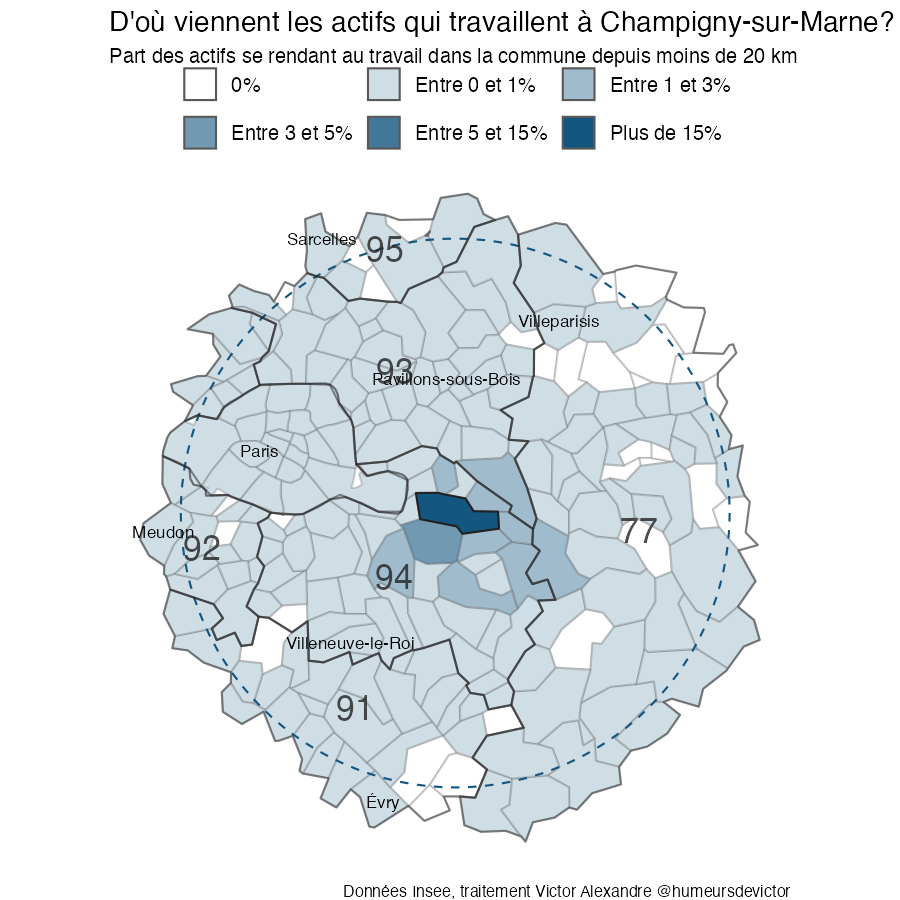 D'où viennent les actifs qui travaillent à Champigny-sur-Marne?
Part des actifs se rendant au travail dans la commune depuis moins de 20 km
0% Entre 0 et 1% Entre 1 et 3%
Entre 3 et 5% Entre 5 et 15% Plus de 15%
Sarcelles
95
Villeparisis
93
Pavillons-sous-Bois
Paris
Meudon
92
77
94
Villeneuve-le-Roi
91
Évry
Données Insee, traitement Victor Alexandre @humeursdevictor